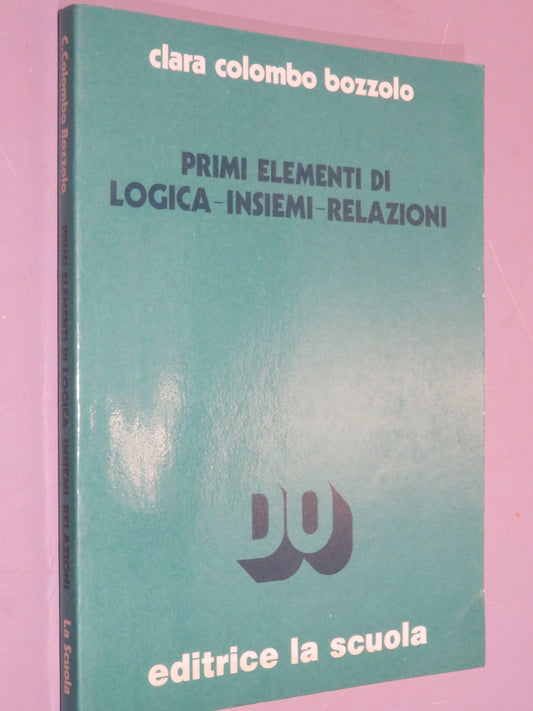 clara colombo bozzolo
PRIMI ELEMENTI DI
LOGICA-INSIEMI-RELAZIONI
DU
editrice la scuola
C. Colombo Bozzolo PRIMI ELEMENTI DI LOGICA INSIEMI RELAZIONI La Scuola